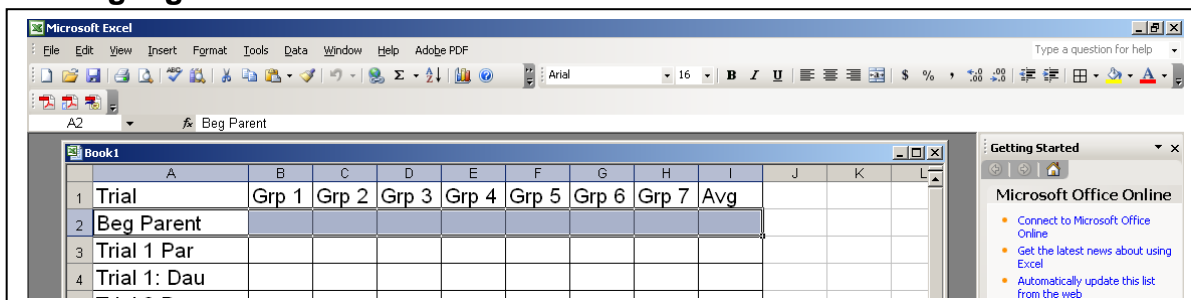 Microsoft Excel
File Edit View Insert Format Tools Data Window Help Adobe PDF Type a question for help
Arial 16 B I U $ % ,
A2 fx Beg Parent
Book1
Getting Started
A B C D E F G H I J K L
1 Trial Grp 1 Grp 2 Grp 3 Grp 4 Grp 5 Grp 6 Grp 7 Avg
2 Beg Parent
3 Trial 1 Par
4 Trial 1: Dau
Microsoft Office Online
Connect to Microsoft Office
Online
Get the latest news about using
Excel
Automatically update this list
from the web